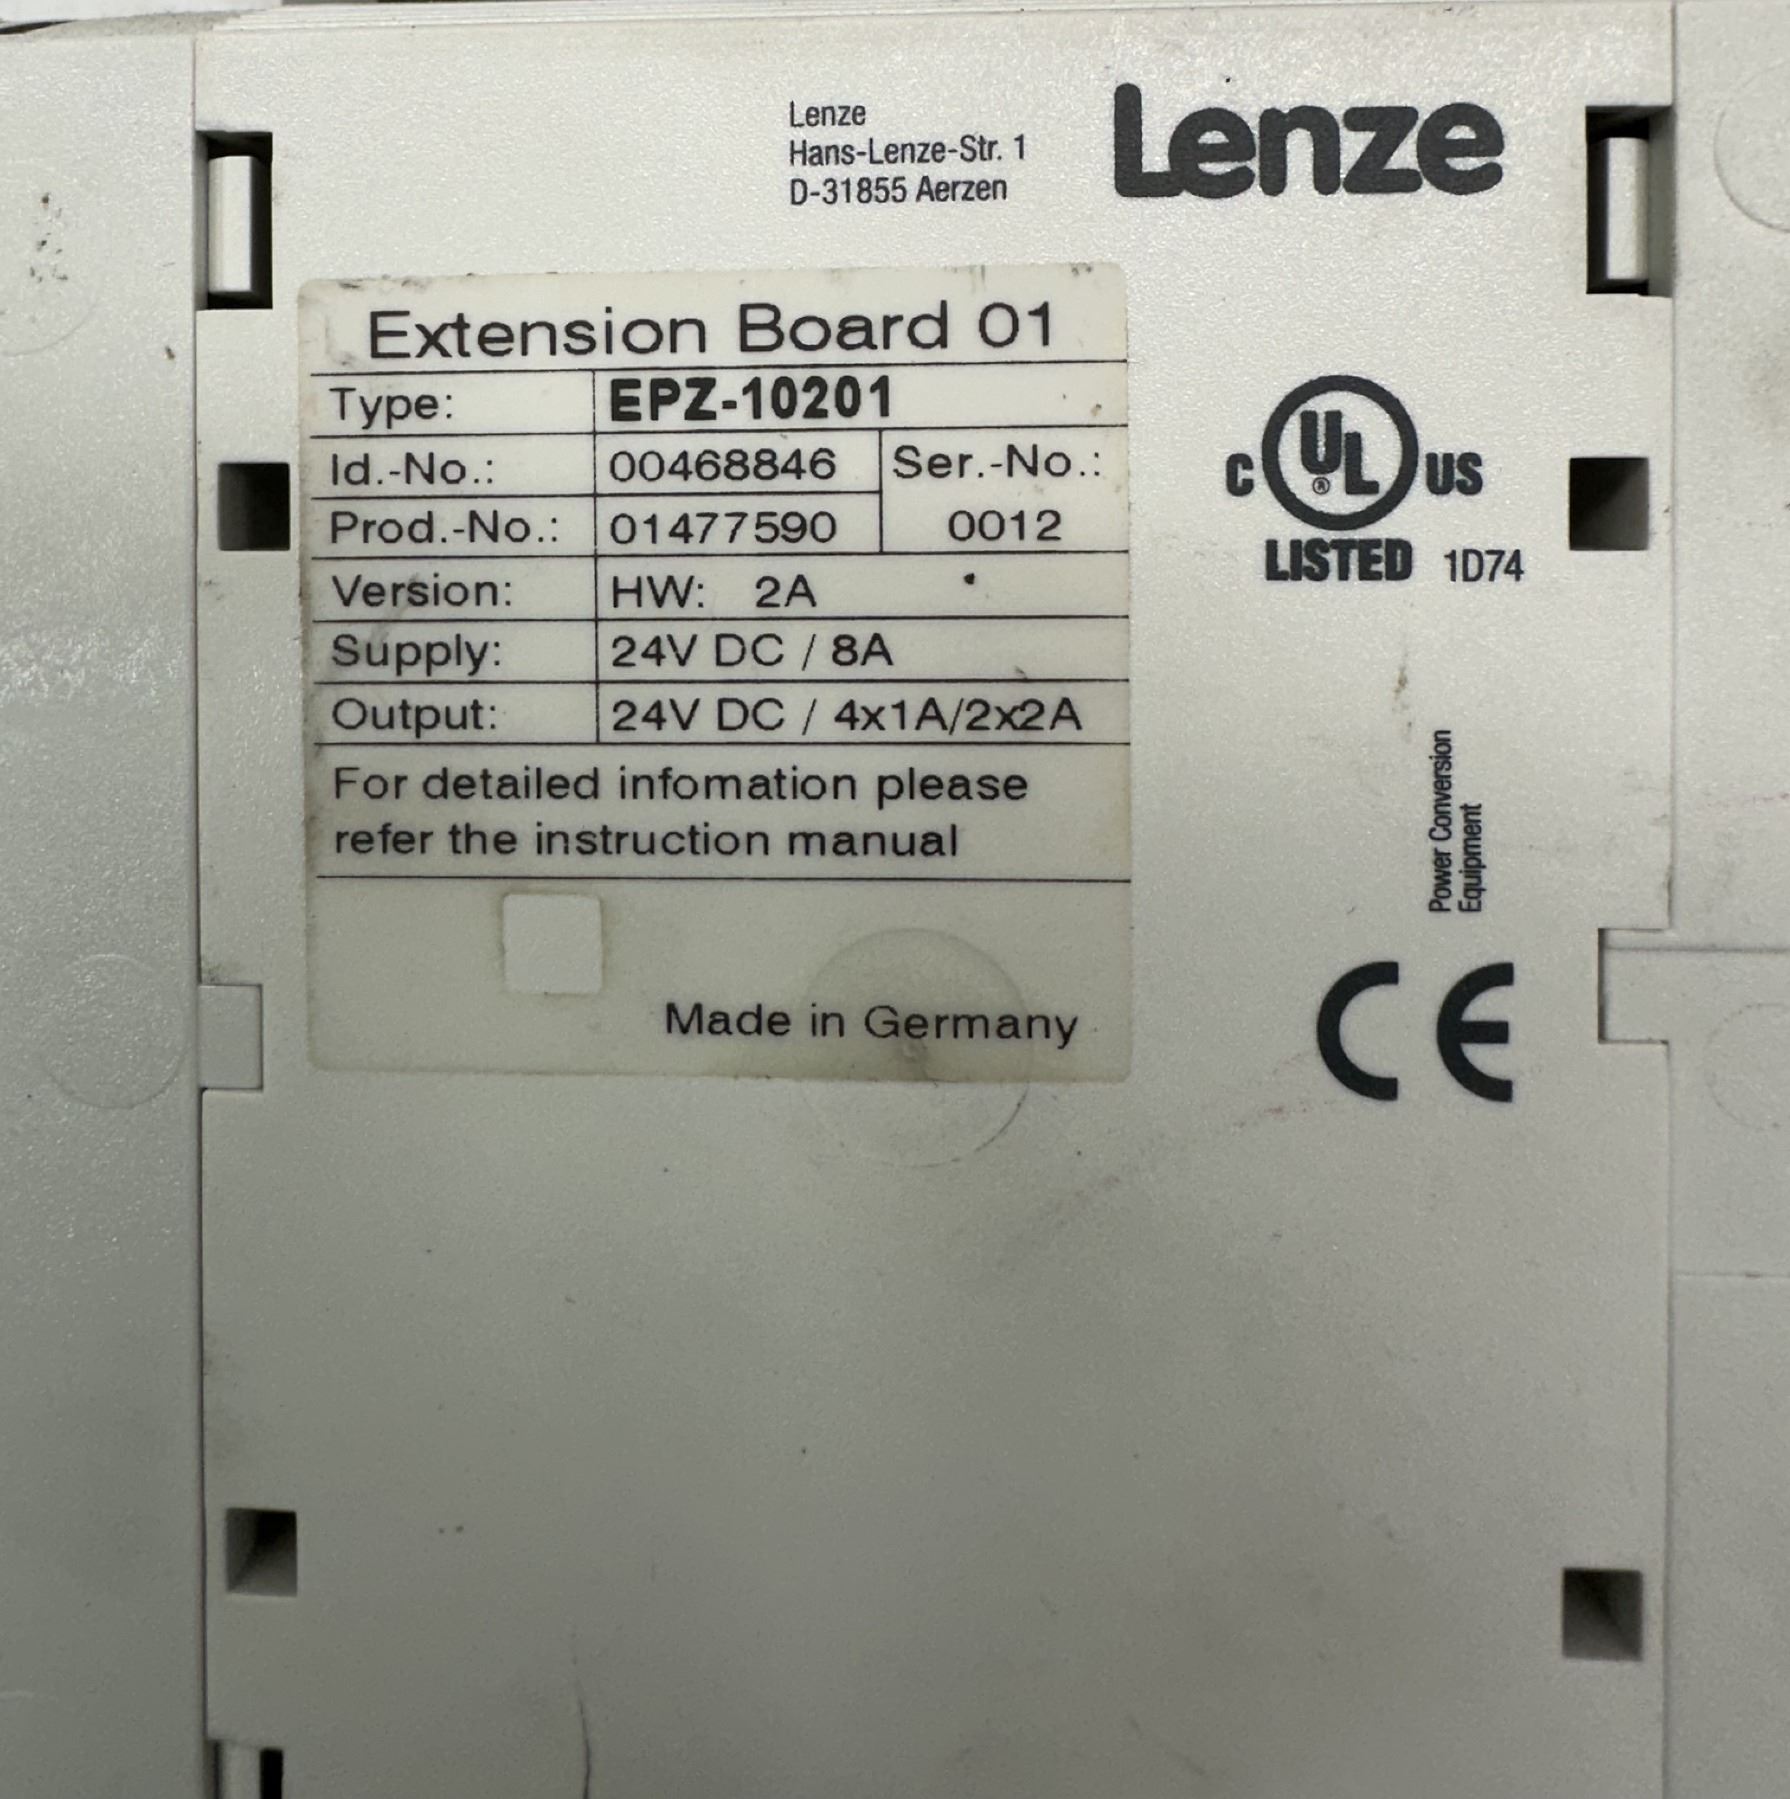 Lenze
Hans-Lenze-Str. 1
D-31855 Aerzen
Lenze
Extension Board 01
Type: EPZ-10201
Id.-No.: 00468846 Ser.-No.:
Prod.-No.: 01477590 0012
Version: HW: 2A
Supply: 24V DC / 8A
Output: 24V DC / 4x1A/2x2A
For detailed infomation please
refer the instruction manual
Made in Germany
C UL® US
LISTED 1D74
Power Conversion
Equipment
CE